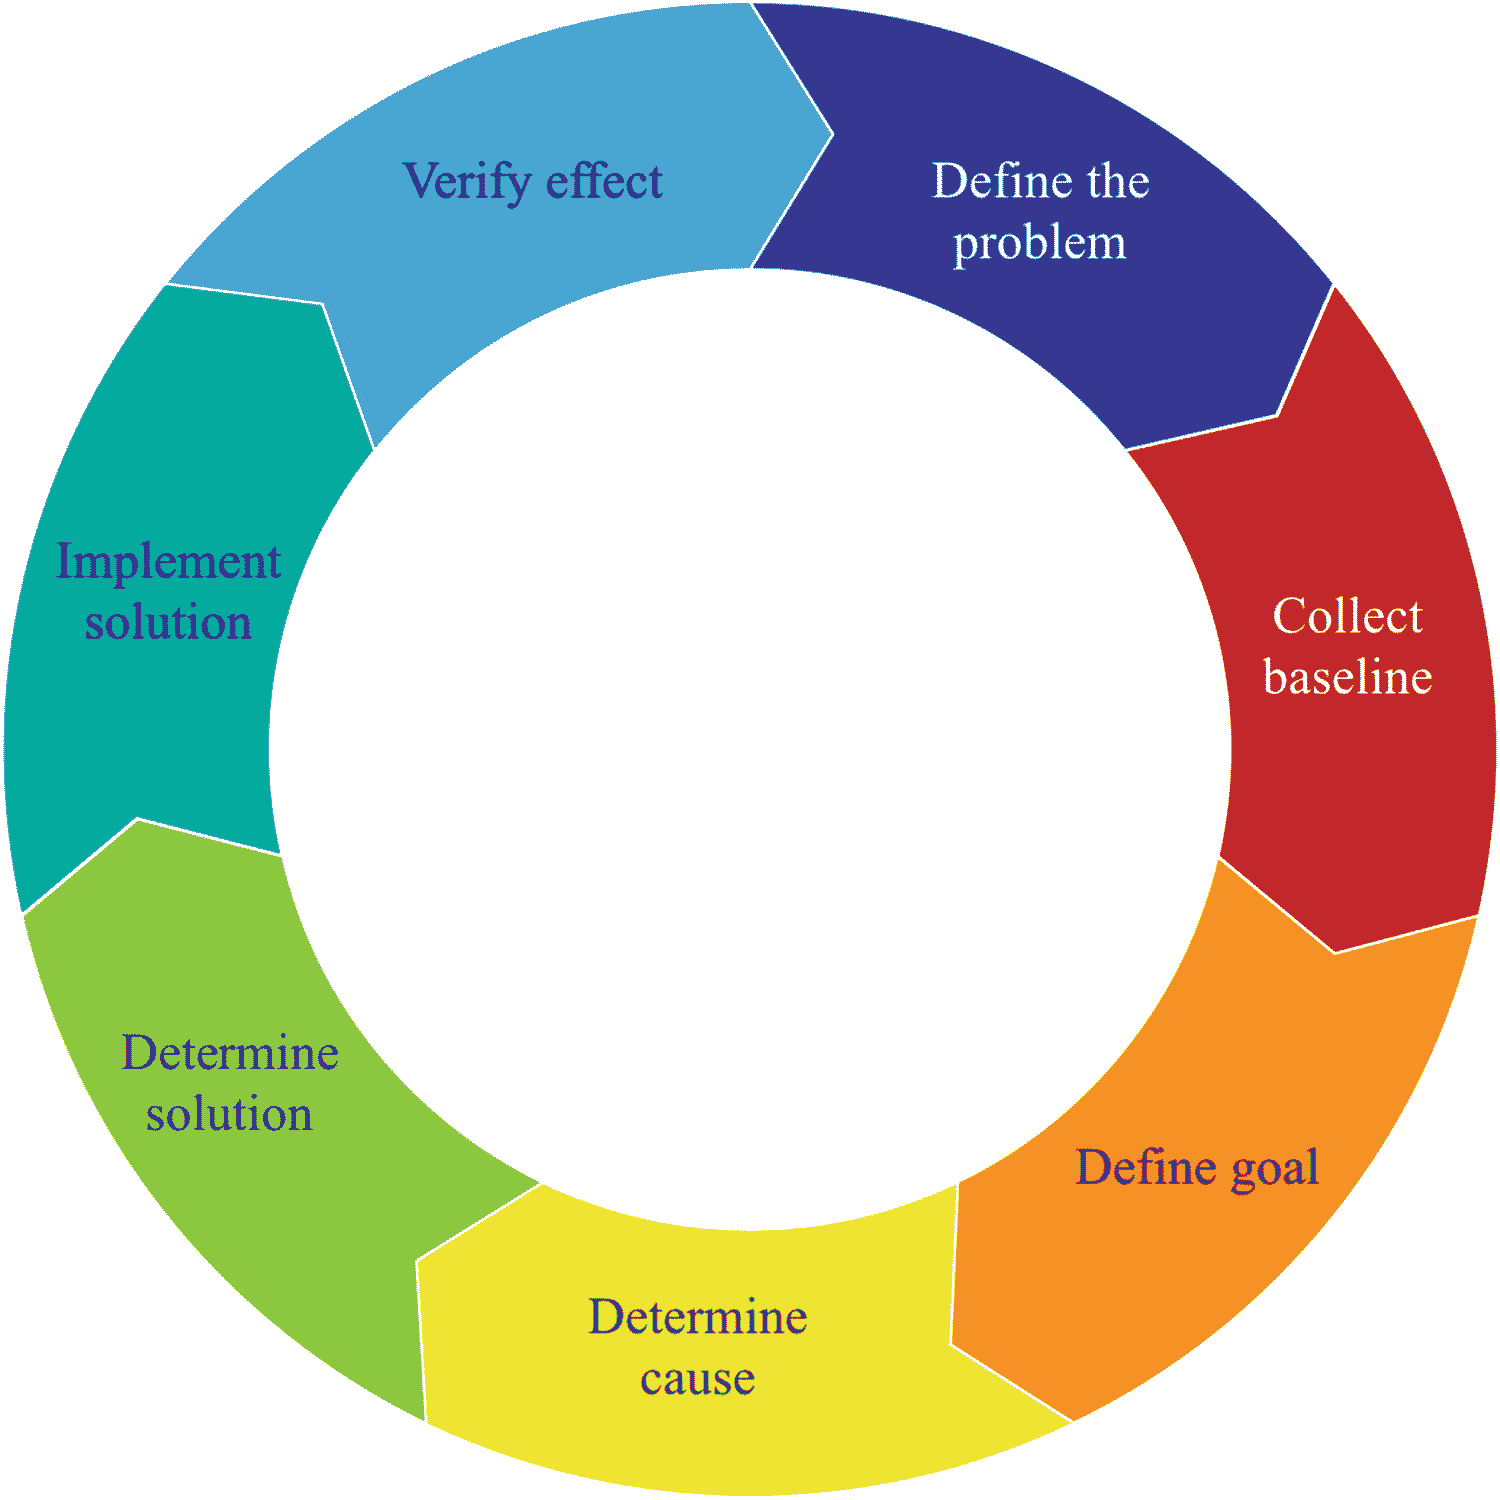 Define the
problem
Collect
baseline
Define goal
Determine
cause
Determine
solution
Implement
solution
Verify effect